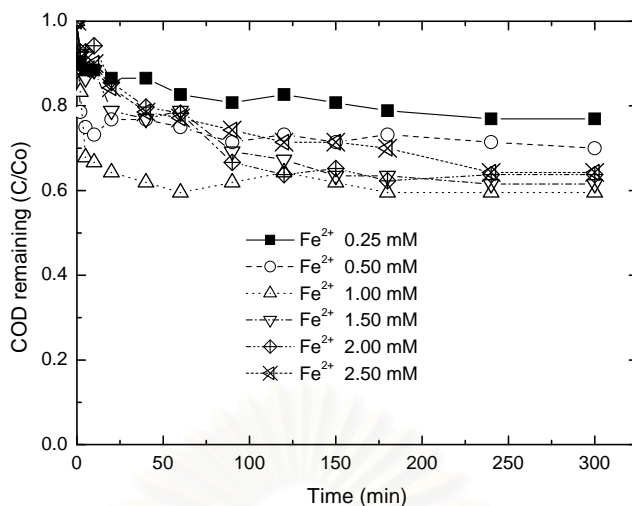 COD remaining (C/Co)
1.0
0.8
0.6
0.4
0.2
0.0
Fe²⁺ 0.25 mM
Fe²⁺ 0.50 mM
Fe²⁺ 1.00 mM
Fe²⁺ 1.50 mM
Fe²⁺ 2.00 mM
Fe²⁺ 2.50 mM
0 50 100 150 200 250 300
Time (min)